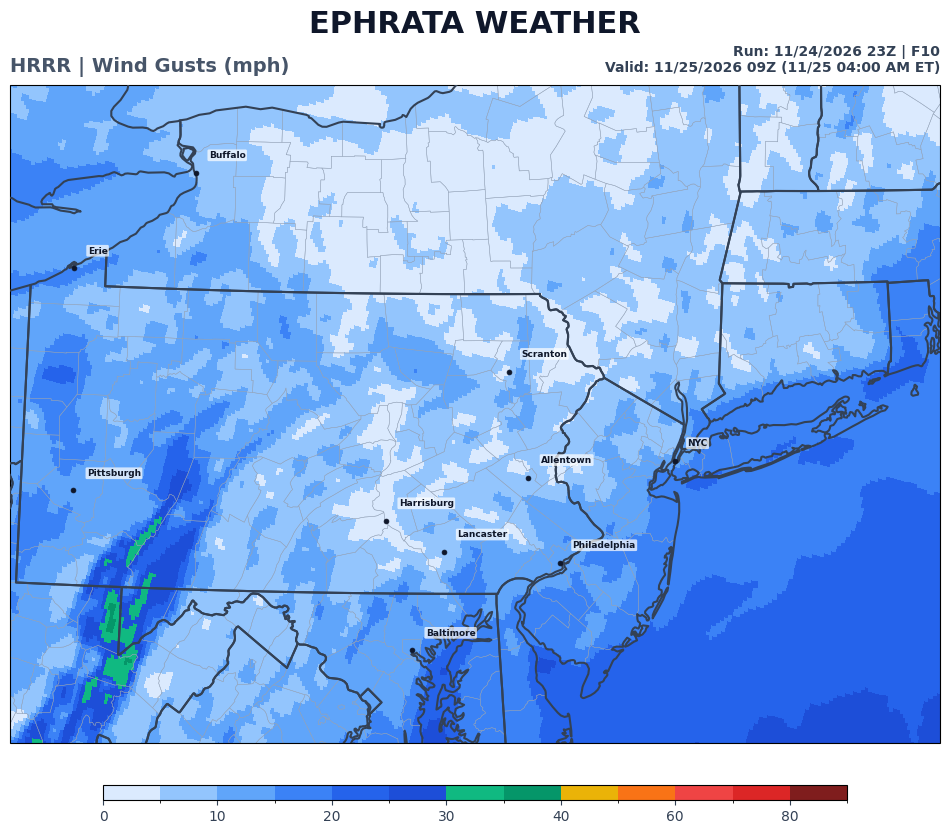 EPHRATA WEATHER
HRRR | Wind Gusts (mph)
Run: 11/24/2026 23Z | F10
Valid: 11/25/2026 09Z (11/25 04:00 AM ET)
Buffalo
Erie
Scranton
NYC
Allentown
Pittsburgh
Harrisburg
Lancaster
Philadelphia
Baltimore
0 10 20 30 40 50 60 70 80